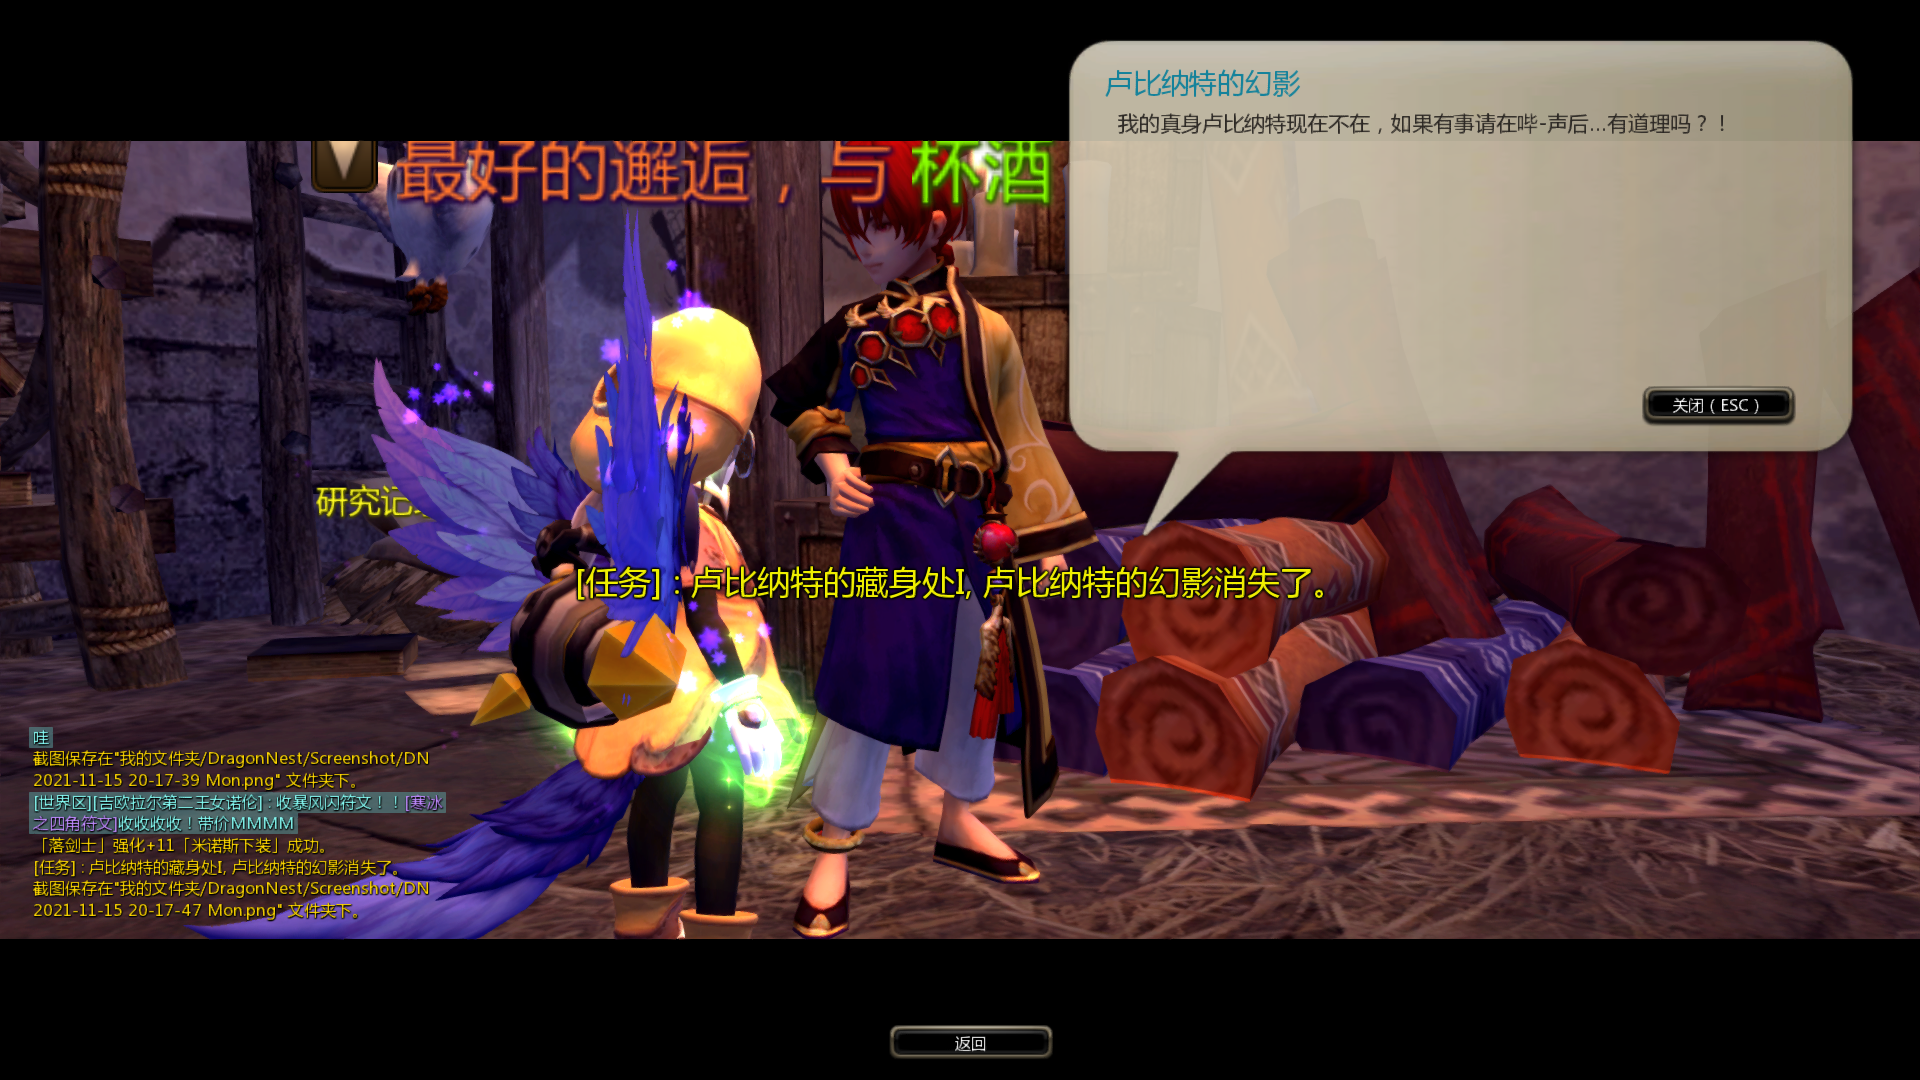 卢比纳特的幻影
我的真身卢比纳特现在不在，如果有事请在哔-声后...有道理吗？！
最好的邂逅，与 杯酒
关闭（ESC）
研究记
[任务] : 卢比纳特的藏身处I, 卢比纳特的幻影消失了。
哇
截图保存在"我的文件夹/DragonNest/Screenshot/DN
2021-11-15 20-17-39 Mon.png" 文件夹下。
[世界区][吉欧拉尔第二王女诺伦] : 收暴风闪符文！！[寒冰
之四角符文]收收收收！带价MMMM
「落剑士」强化+11「米诺斯下装」成功。
[任务] : 卢比纳特的藏身处I, 卢比纳特的幻影消失了。
截图保存在"我的文件夹/DragonNest/Screenshot/DN
2021-11-15 20-17-47 Mon.png" 文件夹下。
返回